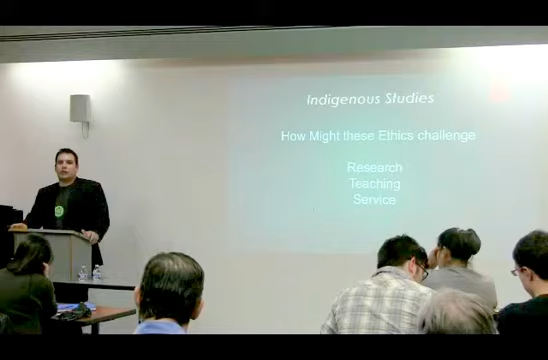 Indigenous Studies
How Might these Ethics challenge
Research
Teaching
Service